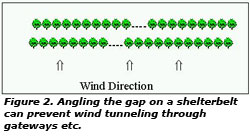 Wind Direction
Figure 2. Angling the gap on a shelterbelt
can prevent wind tunneling through
gateways etc.